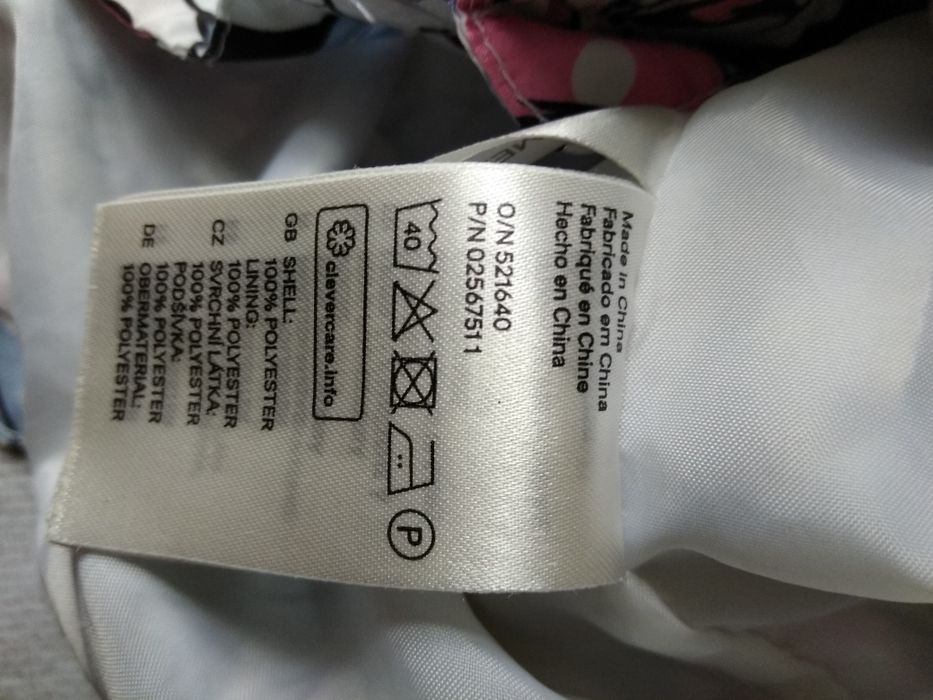 Made in China
Fabricado em China
Fabriqué en Chine
Hecho en China
O/N 521640
P/N 02567511
40
P
clevercare.info
GB SHELL:
100% POLYESTER
LINING:
100% POLYESTER
CZ SVRCHNÍ LÁTKA:
100% POLYESTER
PODŠÍVKA:
100% POLYESTER
DE OBERMATERIAL:
100% POLYESTER